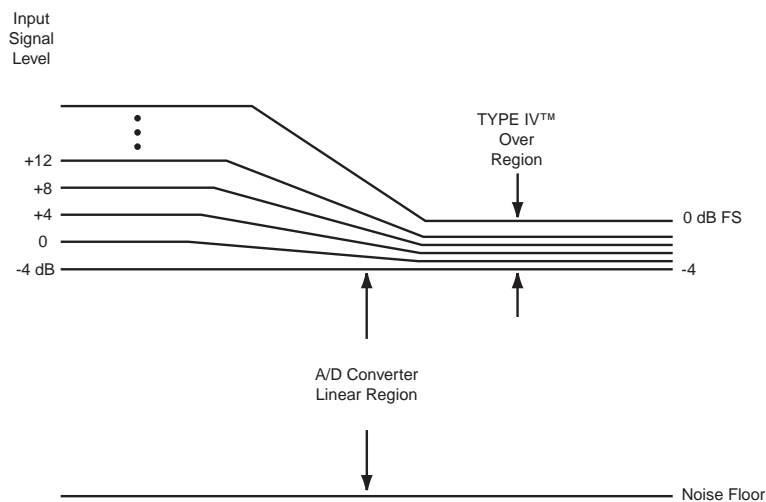 Input
Signal
Level
TYPE IV™
Over
Region
+12
+8
+4
0
-4 dB
0 dB FS
-4
A/D Converter
Linear Region
Noise Floor